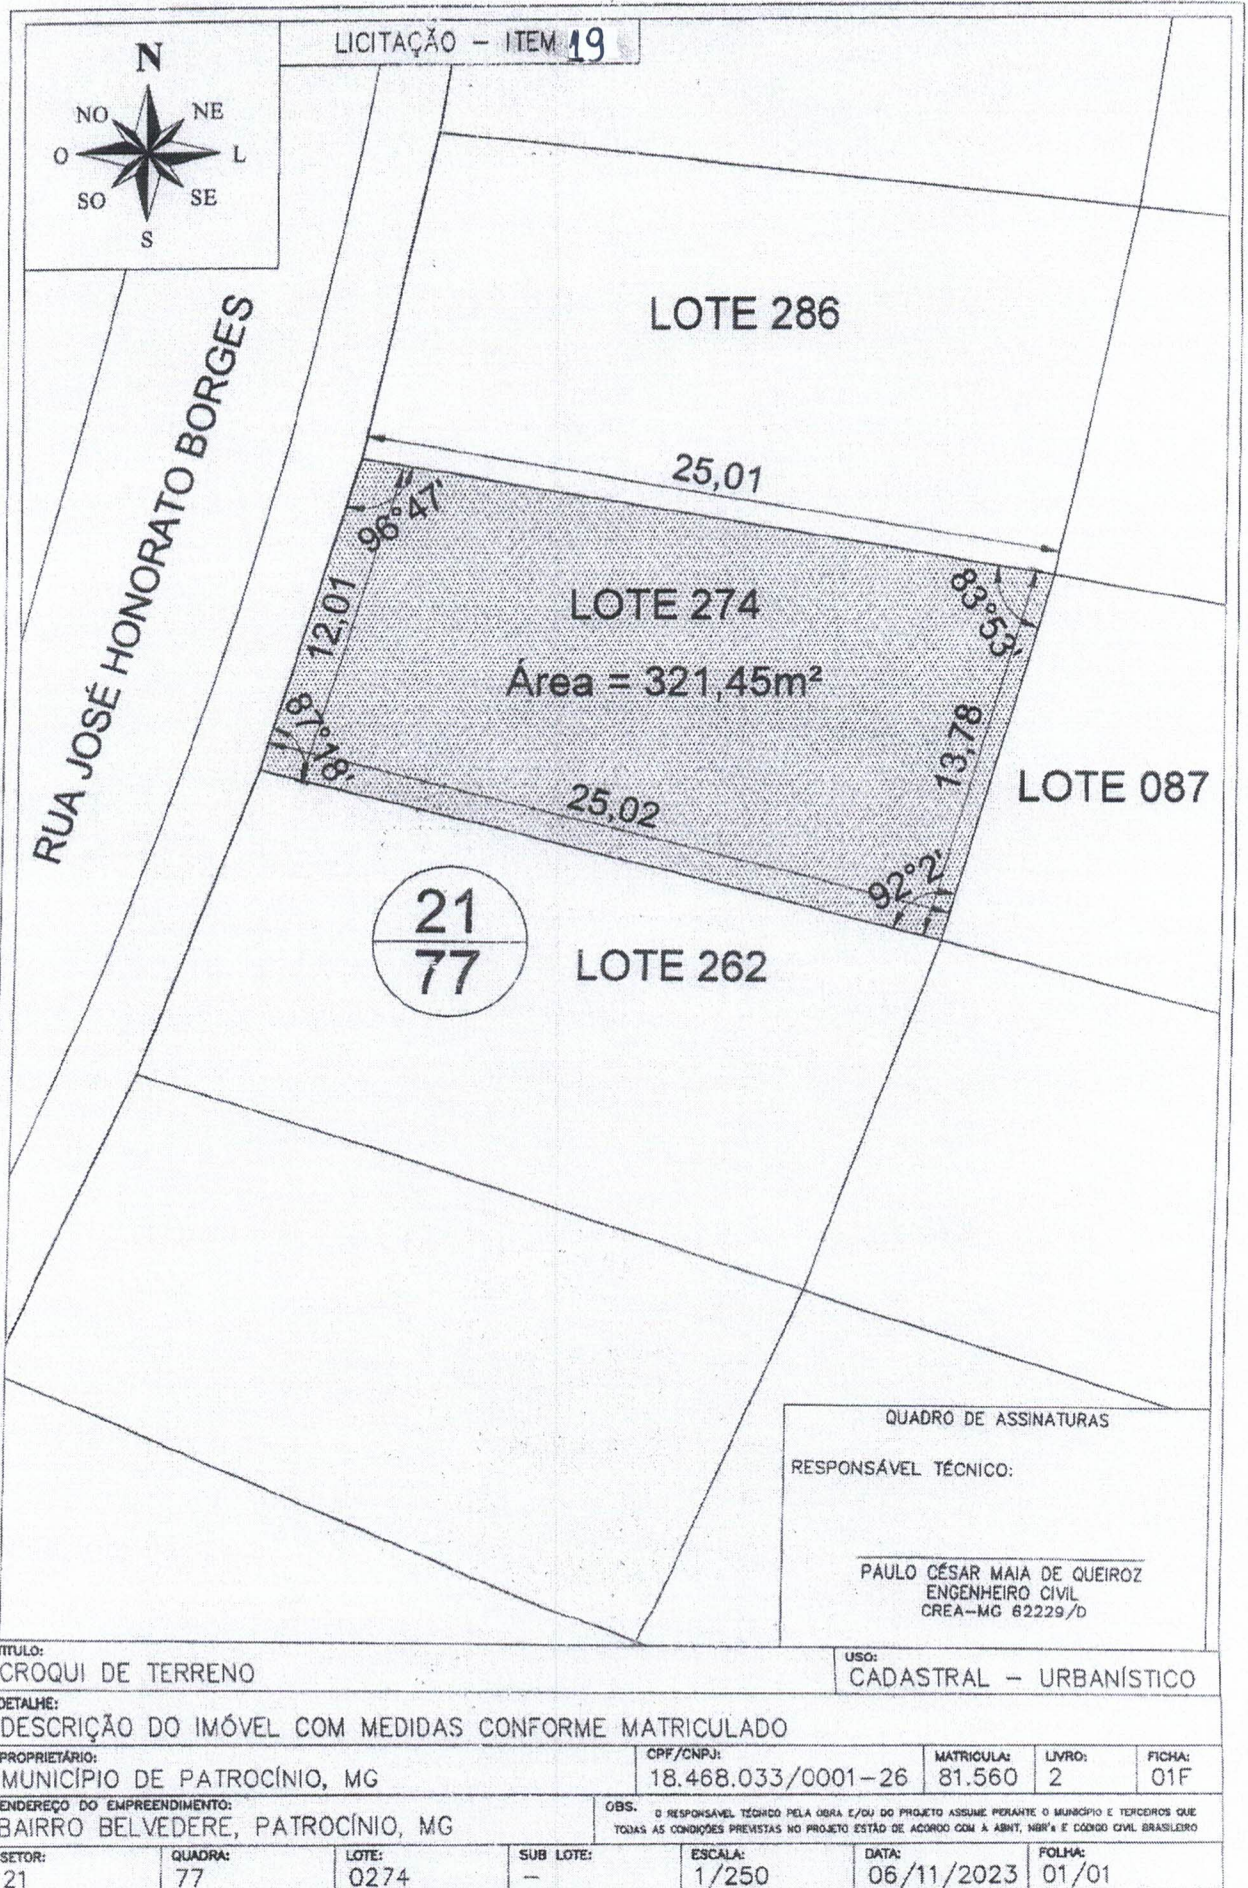 LICITAÇÃO - ITEM 19
N
NO NE
O L
SO SE
S
LOTE 286
RUA JOSÉ HONORATO BORGES
25,01
96°47'
83°53'
12,01
LOTE 274
Área = 321,45m²
87°18'
13,78
25,02
92°2'
LOTE 087
21
77
LOTE 262
QUADRO DE ASSINATURAS
RESPONSÁVEL TÉCNICO:
PAULO CÉSAR MAIA DE QUEIROZ
ENGENHEIRO CIVIL
CREA-MG 62229/D
TITULO:
CROQUI DE TERRENO
USO:
CADASTRAL - URBANÍSTICO
DETALHE:
DESCRIÇÃO DO IMÓVEL COM MEDIDAS CONFORME MATRICULADO
PROPRIETÁRIO:
MUNICÍPIO DE PATROCÍNIO, MG
CPF/CNPJ:
18.468.033/0001-26
MATRICULA:
81.560
LIVRO:
2
FICHA:
01F
ENDEREÇO DO EMPREENDIMENTO:
BAIRRO BELVEDERE, PATROCÍNIO, MG
OBS. O RESPONSÁVEL TÉCNICO PELA OBRA E/OU DO PROJETO ASSUME PERANTE O MUNICÍPIO E TERCEIROS QUE
TODAS AS CONDIÇÕES PREVISTAS NO PROJETO ESTÃO DE ACORDO COM A ABNT, NBR's E CÓDIGO CIVIL BRASILEIRO
SETOR:
21
QUADRA:
77
LOTE:
0274
SUB LOTE:
-
ESCALA:
1/250
DATA:
06/11/2023
FOLHA:
01/01